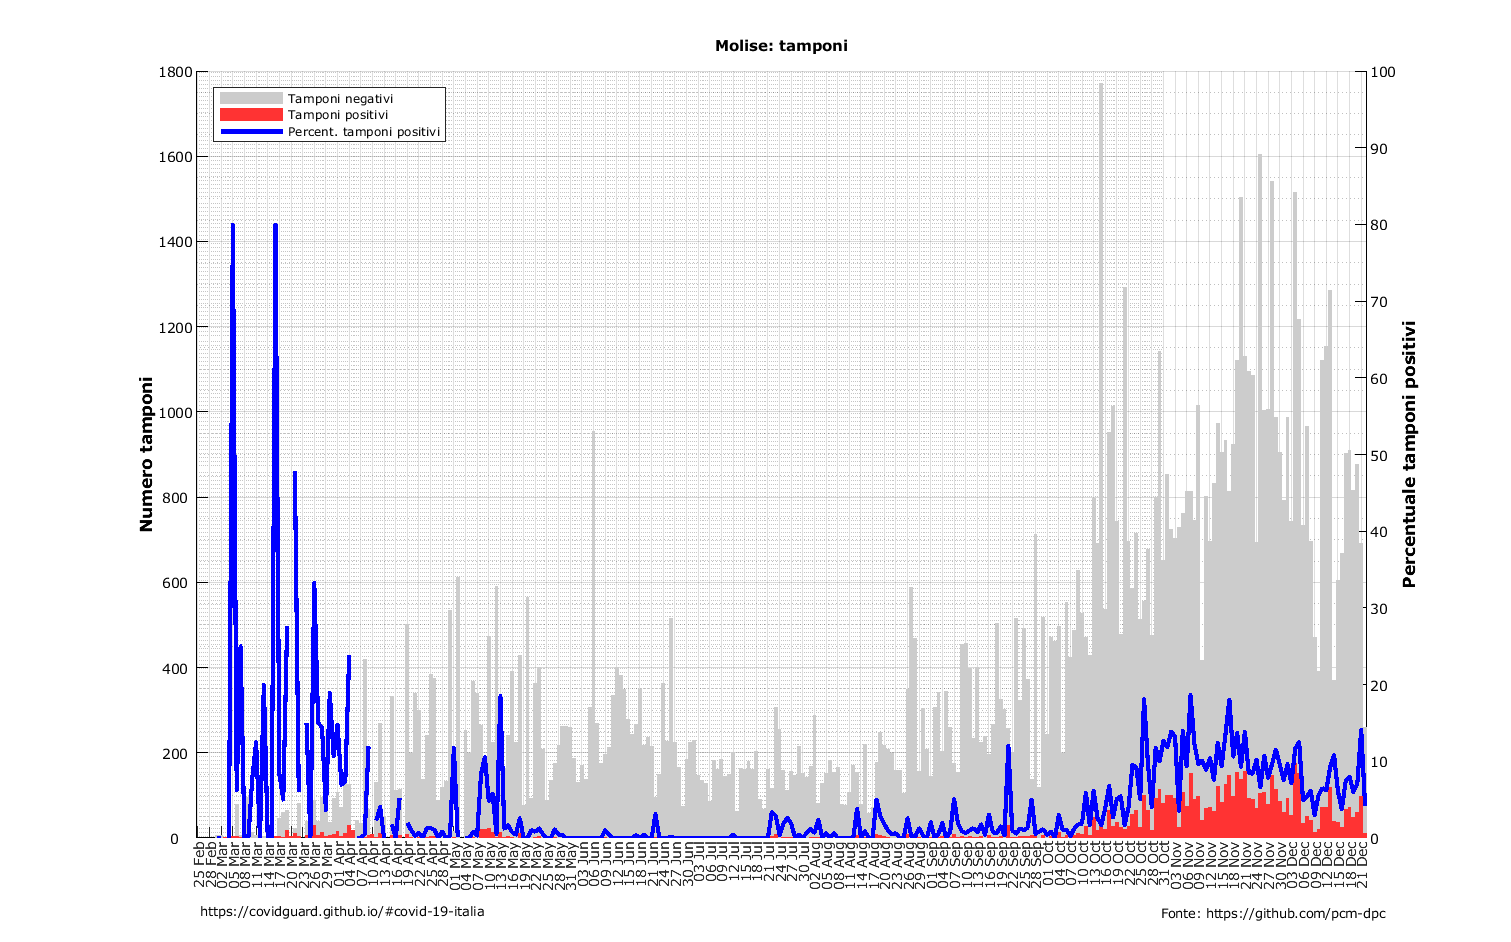 Molise: tamponi
Tamponi negativi
Tamponi positivi
Percent. tamponi positivi
Numero tamponi
1800
1600
1400
1200
1000
800
600
400
200
0
Percentuale tamponi positivi
100
90
80
70
60
50
40
30
20
10
0
25 Feb
28 Feb
02 Mar
05 Mar
08 Mar
11 Mar
14 Mar
17 Mar
20 Mar
23 Mar
26 Mar
29 Mar
01 Apr
04 Apr
07 Apr
10 Apr
13 Apr
16 Apr
19 Apr
22 Apr
25 Apr
28 Apr
01 May
04 May
07 May
10 May
13 May
16 May
19 May
22 May
25 May
28 May
31 May
03 Jun
06 Jun
09 Jun
12 Jun
15 Jun
18 Jun
21 Jun
24 Jun
27 Jun
30 Jun
03 Jul
06 Jul
09 Jul
12 Jul
15 Jul
18 Jul
21 Jul
24 Jul
27 Jul
30 Jul
02 Aug
05 Aug
08 Aug
11 Aug
14 Aug
17 Aug
20 Aug
23 Aug
26 Aug
29 Aug
01 Sep
04 Sep
07 Sep
10 Sep
13 Sep
16 Sep
19 Sep
22 Sep
25 Sep
28 Sep
01 Oct
04 Oct
07 Oct
10 Oct
13 Oct
16 Oct
19 Oct
22 Oct
25 Oct
28 Oct
31 Oct
03 Nov
06 Nov
09 Nov
12 Nov
15 Nov
18 Nov
21 Nov
24 Nov
27 Nov
30 Nov
03 Dec
06 Dec
09 Dec
12 Dec
15 Dec
18 Dec
21 Dec
https://covidguard.github.io/#covid-19-italia
Fonte: https://github.com/pcm-dpc